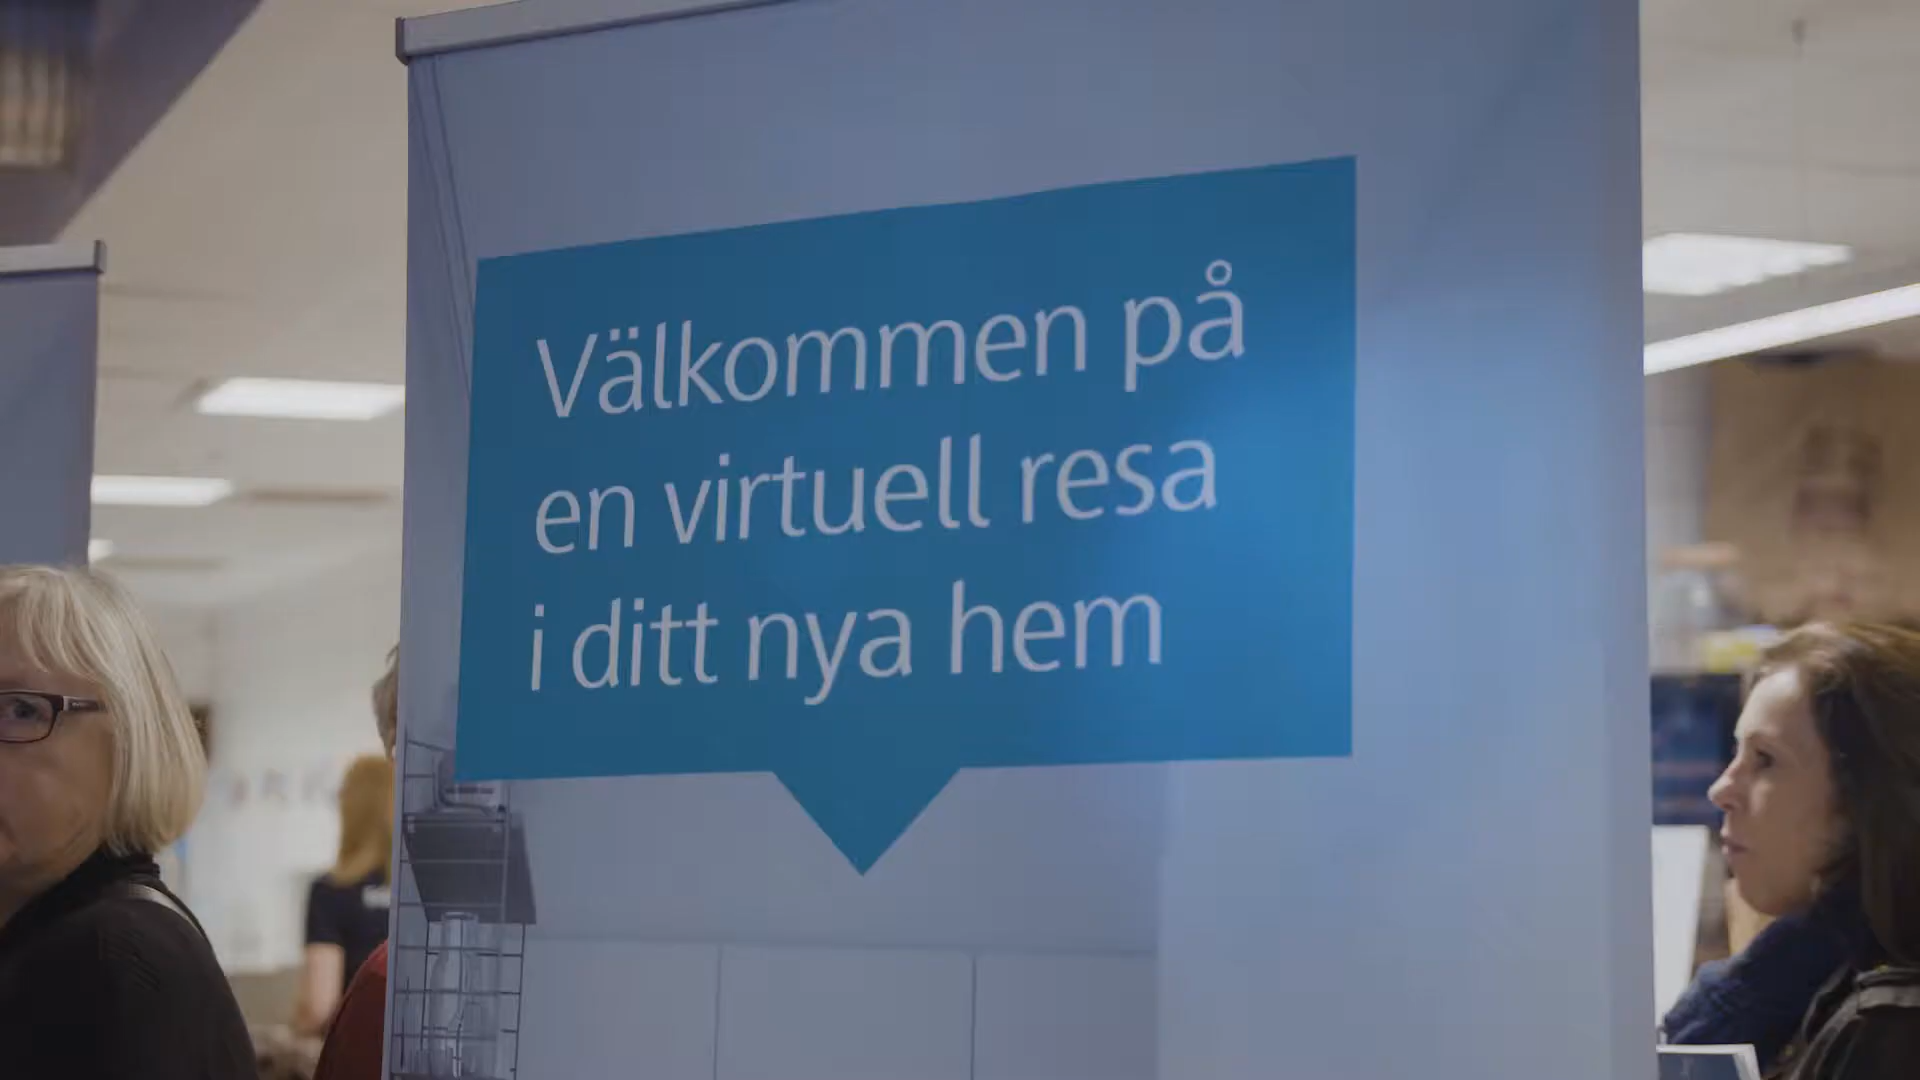 Välkommen på
en virtuell resa
i ditt nya hem